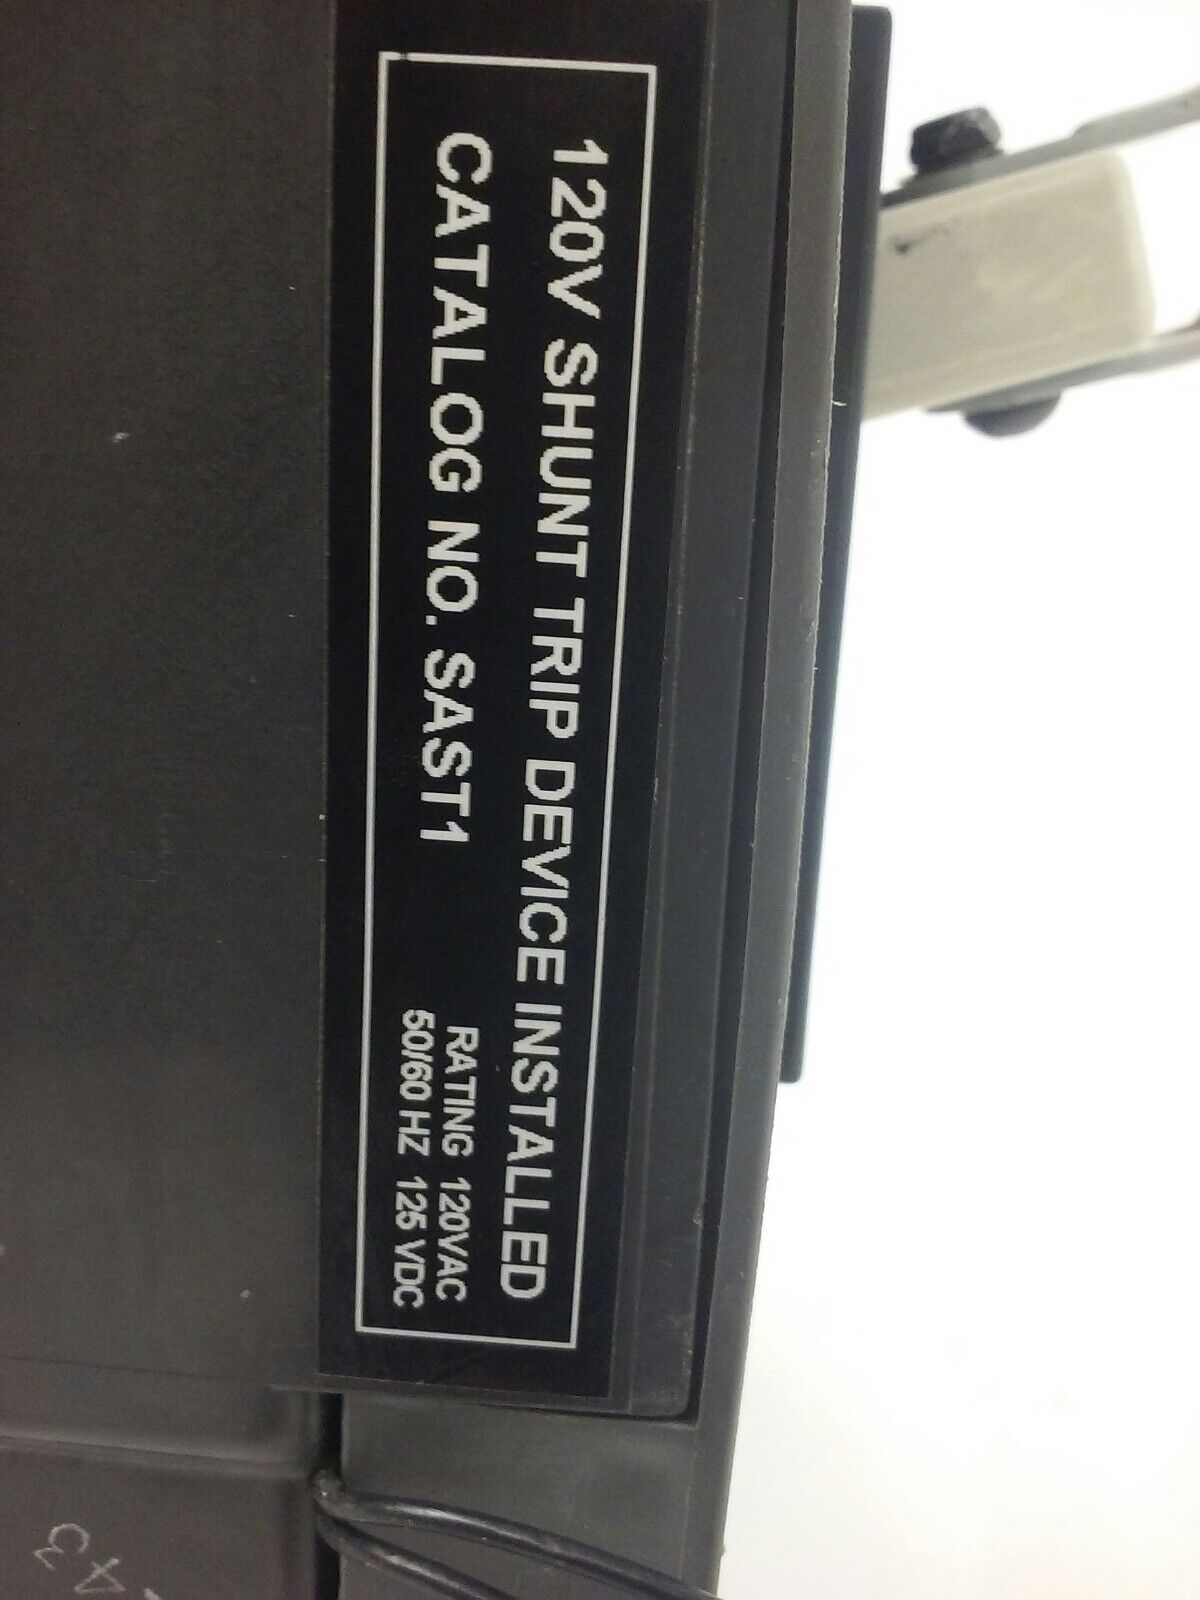 120V SHUNT TRIP DEVICE INSTALLED
CATALOG NO. SAST1
RATING 120VAC
50/60 HZ 125 VDC